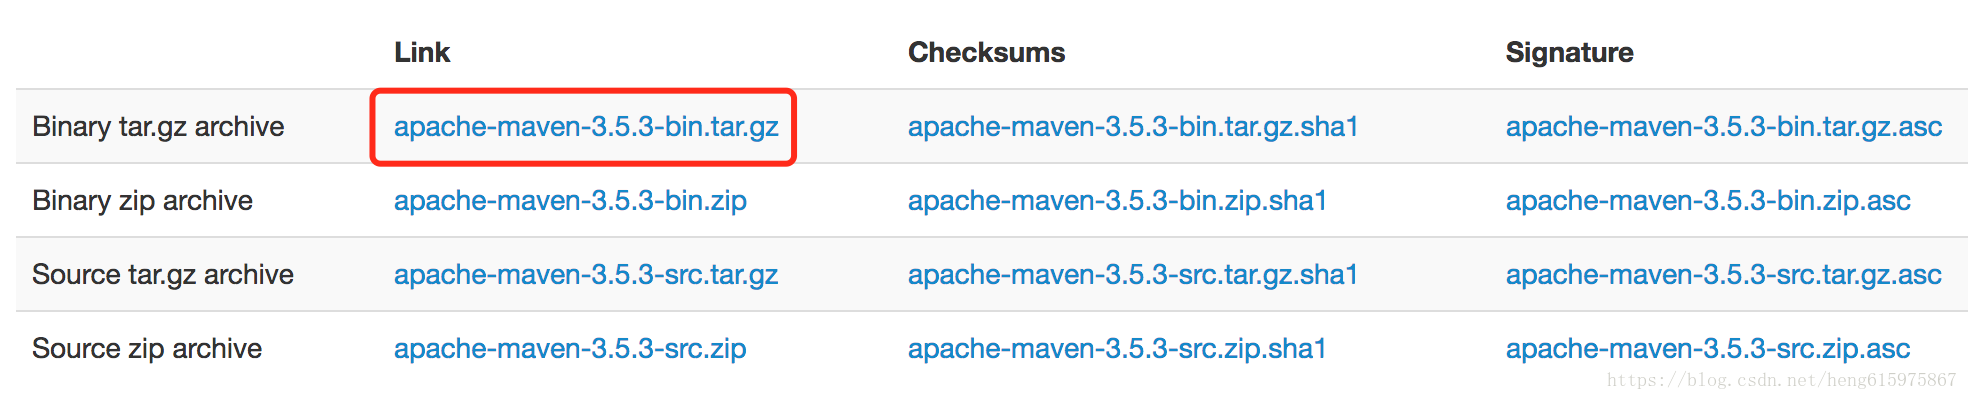 Link Checksums Signature
Binary tar.gz archive apache-maven-3.5.3-bin.tar.gz apache-maven-3.5.3-bin.tar.gz.sha1 apache-maven-3.5.3-bin.tar.gz.asc
Binary zip archive apache-maven-3.5.3-bin.zip apache-maven-3.5.3-bin.zip.sha1 apache-maven-3.5.3-bin.zip.asc
Source tar.gz archive apache-maven-3.5.3-src.tar.gz apache-maven-3.5.3-src.tar.gz.sha1 apache-maven-3.5.3-src.tar.gz.asc
Source zip archive apache-maven-3.5.3-src.zip apache-maven-3.5.3-src.zip.sha1 apache-maven-3.5.3-src.zip.asc
https://blog.csdn.net/heng615975867